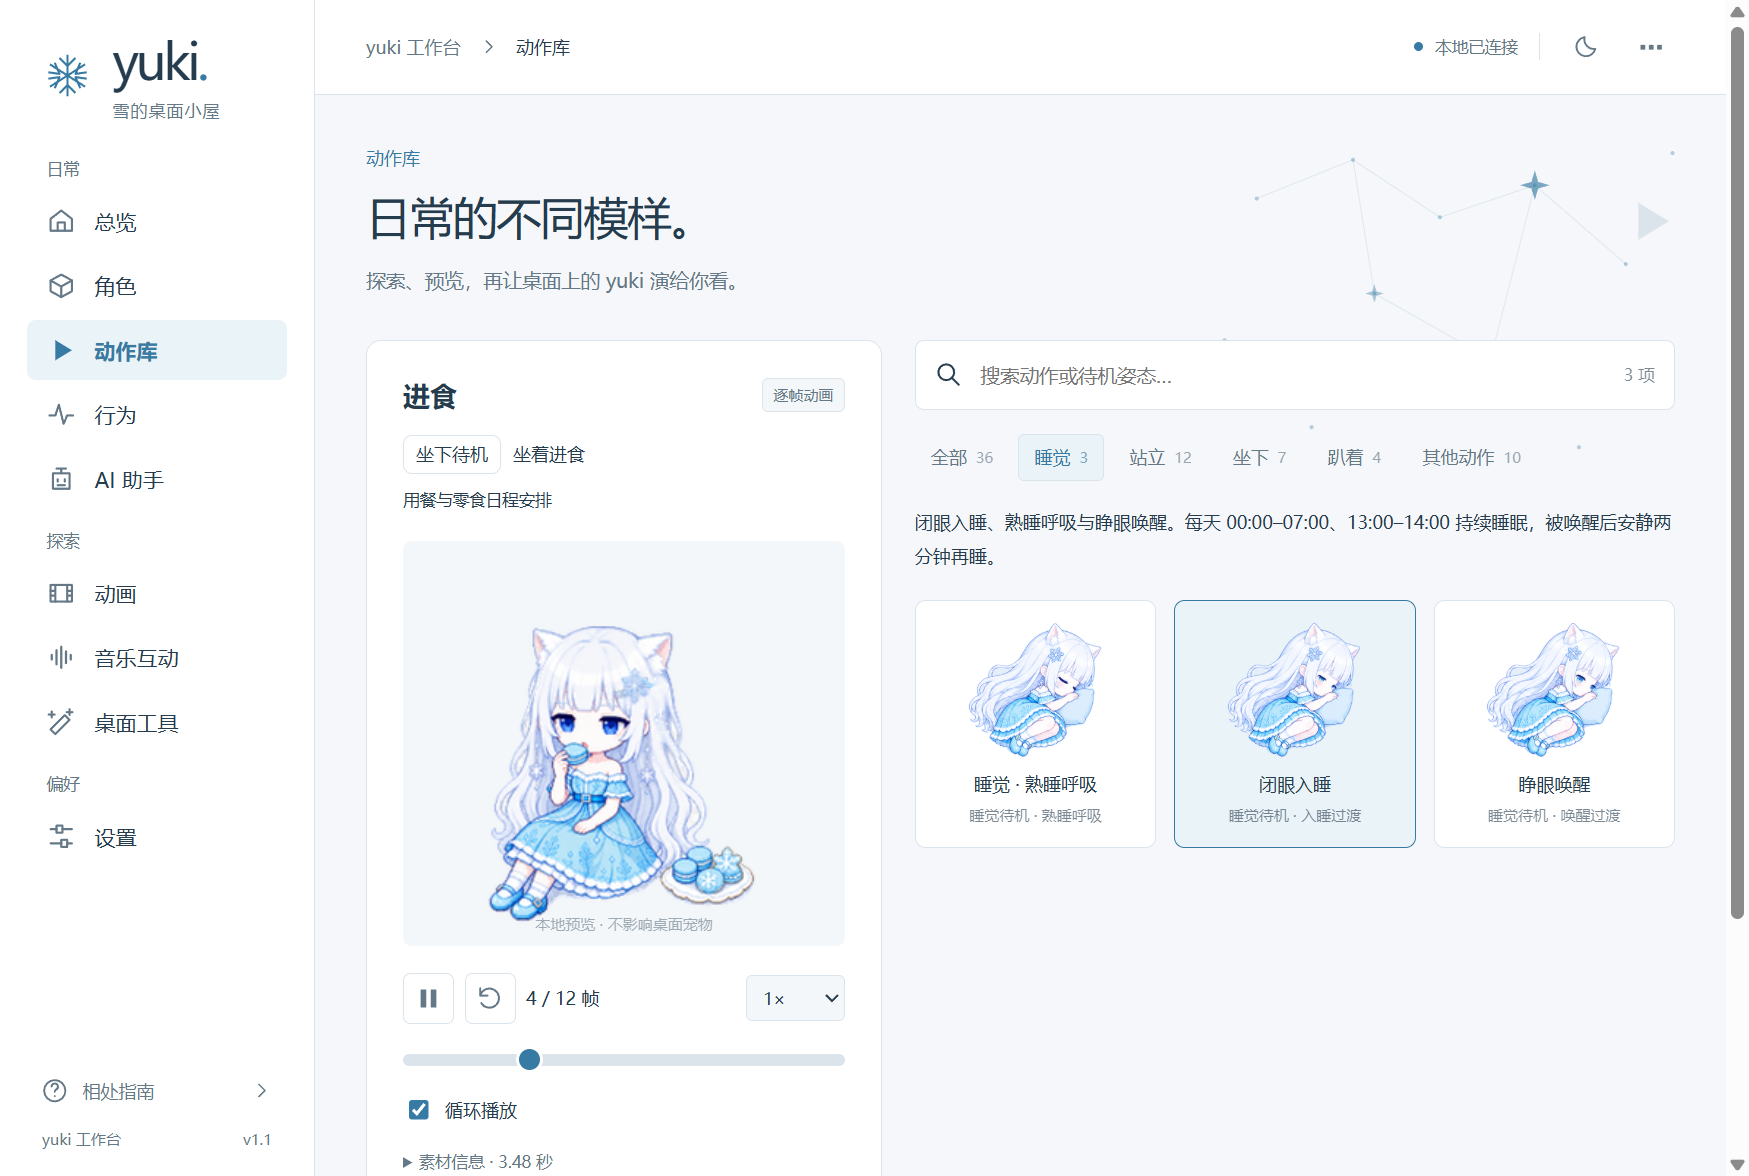 yuki.
雪的桌面小屋
日常
总览
角色
动作库
行为
AI 助手
探索
动画
音乐互动
桌面工具
偏好
设置
相处指南
yuki 工作台 v1.1
yuki 工作台 动作库
本地已连接
动作库
日常的不同模样。
探索、预览，再让桌面上的 yuki 演给你看。
进食 逐帧动画
坐下待机 坐着进食
用餐与零食日程安排
本地预览 · 不影响桌面宠物
4 / 12 帧 1×
循环播放
素材信息 · 3.48 秒
搜索动作或待机姿态... 3 项
全部 36 睡觉 3 站立 12 坐下 7 趴着 4 其他动作 10
闭眼入睡、熟睡呼吸与睁眼唤醒。每天 00:00–07:00、13:00–14:00 持续睡眠，被唤醒后安静两
分钟再睡。
睡觉 · 熟睡呼吸
睡觉待机 · 熟睡呼吸
闭眼入睡
睡觉待机 · 入睡过渡
睁眼唤醒
睡觉待机 · 唤醒过渡